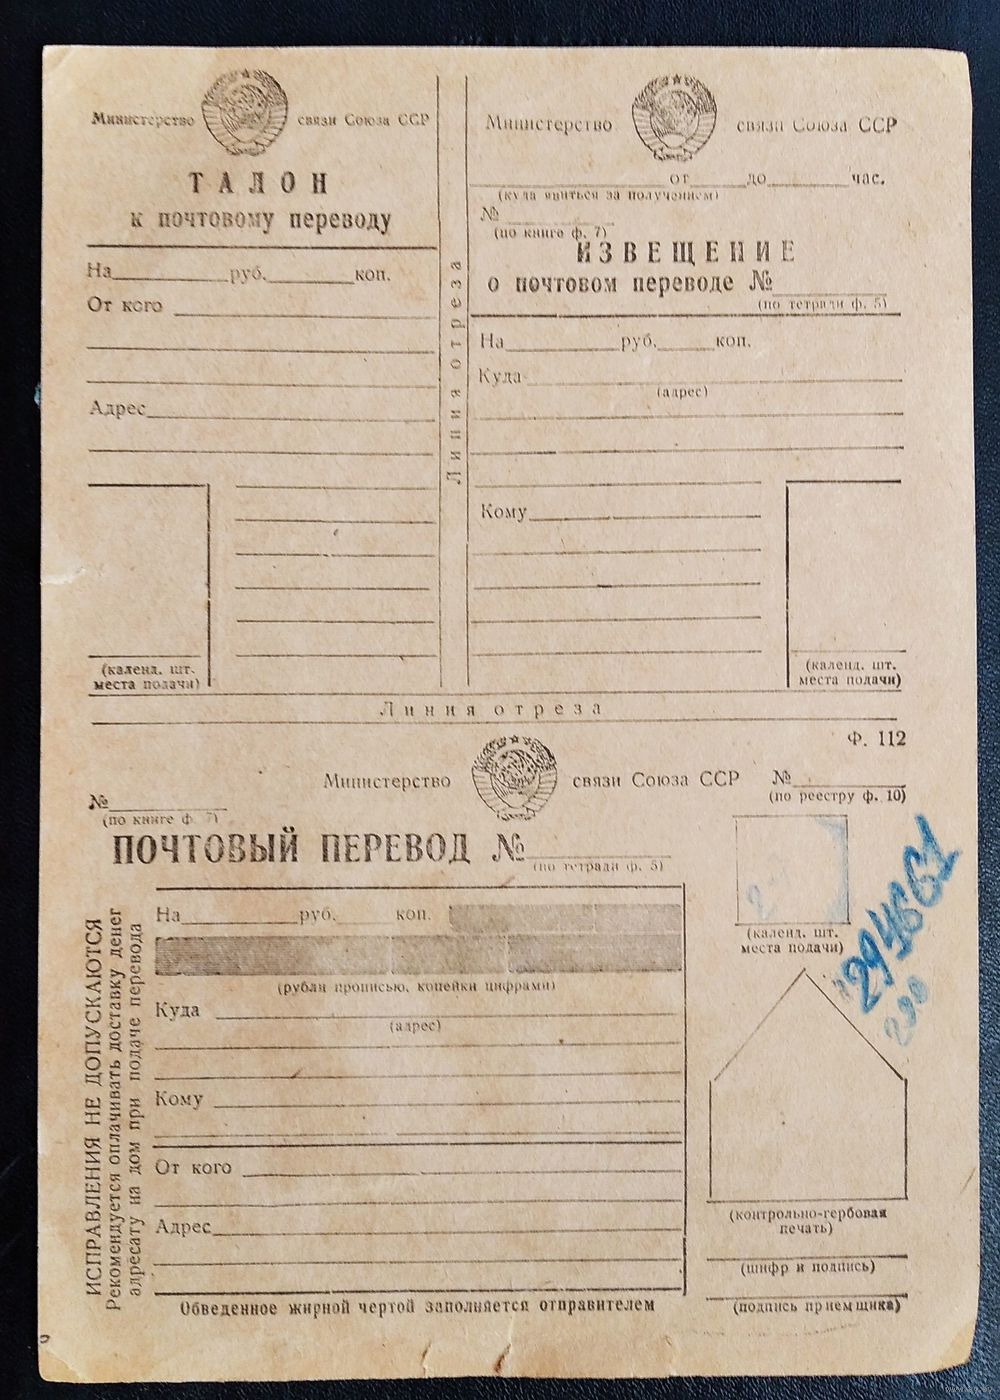 Министерство связи Союза ССР
ТАЛОН
к почтовому переводу
На руб. коп.
От кого
Адрес
(календ. шт.
места подачи)
Линия отреза
Министерство связи Союза ССР
от до час.
(куда явиться за получением)
№
(по книге ф. 7)
ИЗВЕЩЕНИЕ
о почтовом переводе №
(по тетради ф. 5)
На руб. коп.
Куда
(адрес)
Кому
(календ. шт.
места подачи)
Линия отреза
Ф. 112
Министерство связи Союза ССР
№
(по реестру ф. 10)
№
(по книге ф. 7)
ПОЧТОВЫЙ ПЕРЕВОД №
(по тетради ф. 5)
(календ. шт.
места подачи)
На руб. коп.
(рубли прописью, копейки цифрами)
Куда
(адрес)
Кому
От кого
Адрес
Обведенное жирной чертой заполняется отправителем
ИСПРАВЛЕНИЯ НЕ ДОПУСКАЮТСЯ
Рекомендуется оплачивать доставку денег
адресату на дом при подаче перевода
(контрольно-гербовая
печать)
(шифр и подпись)
(подпись приемщика)